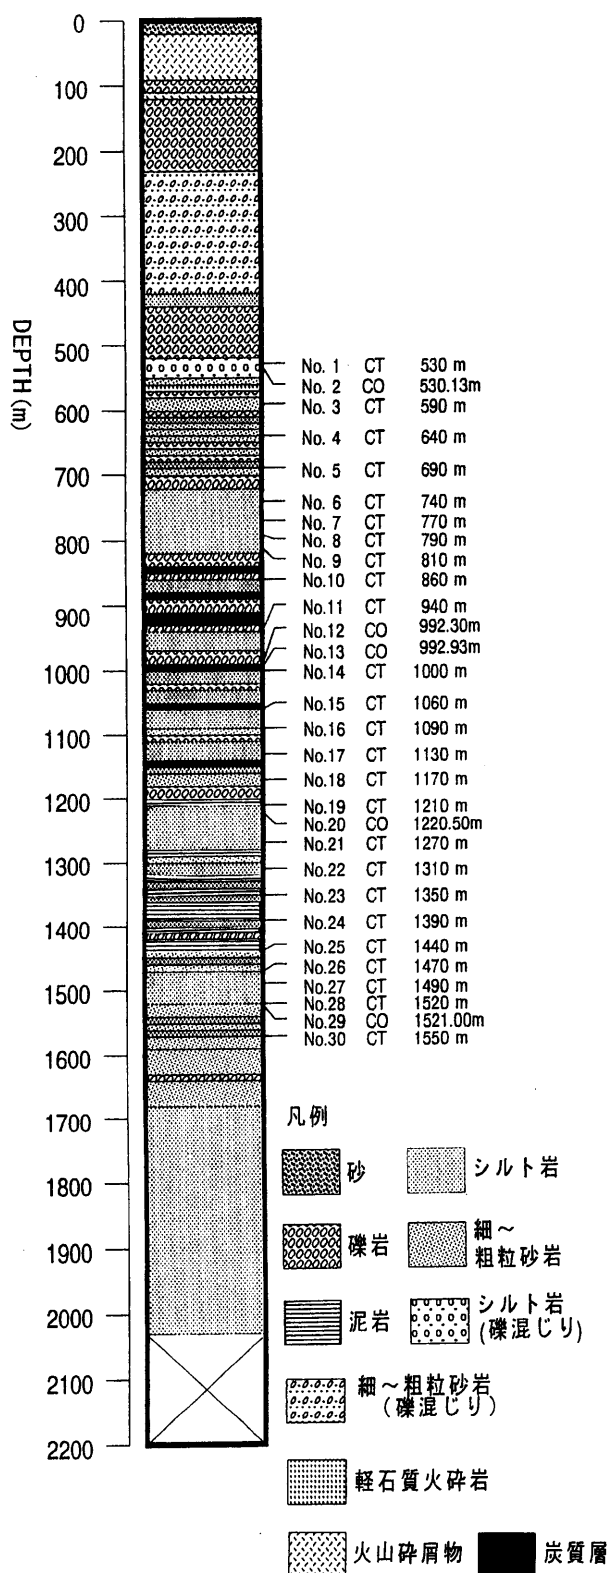 0
100
200
300
400
500
600
700
800
900
1000
1100
1200
1300
1400
1500
1600
1700
1800
1900
2000
2100
2200
DEPTH (m)
No. 1 CT 530 m
No. 2 CO 530.13m
No. 3 CT 590 m
No. 4 CT 640 m
No. 5 CT 690 m
No. 6 CT 740 m
No. 7 CT 770 m
No. 8 CT 790 m
No. 9 CT 810 m
No.10 CT 860 m
No.11 CT 940 m
No.12 CO 992.30m
No.13 CO 992.93m
No.14 CT 1000 m
No.15 CT 1060 m
No.16 CT 1090 m
No.17 CT 1130 m
No.18 CT 1170 m
No.19 CT 1210 m
No.20 CO 1220.50m
No.21 CT 1270 m
No.22 CT 1310 m
No.23 CT 1350 m
No.24 CT 1390 m
No.25 CT 1440 m
No.26 CT 1470 m
No.27 CT 1490 m
No.28 CT 1520 m
No.29 CO 1521.00m
No.30 CT 1550 m
凡例
砂
シルト岩
礫岩
細～
粗粒砂岩
泥岩
シルト岩
(礫混じり)
細～粗粒砂岩
(礫混じり)
軽石質火砕岩
火山砕屑物
炭質層